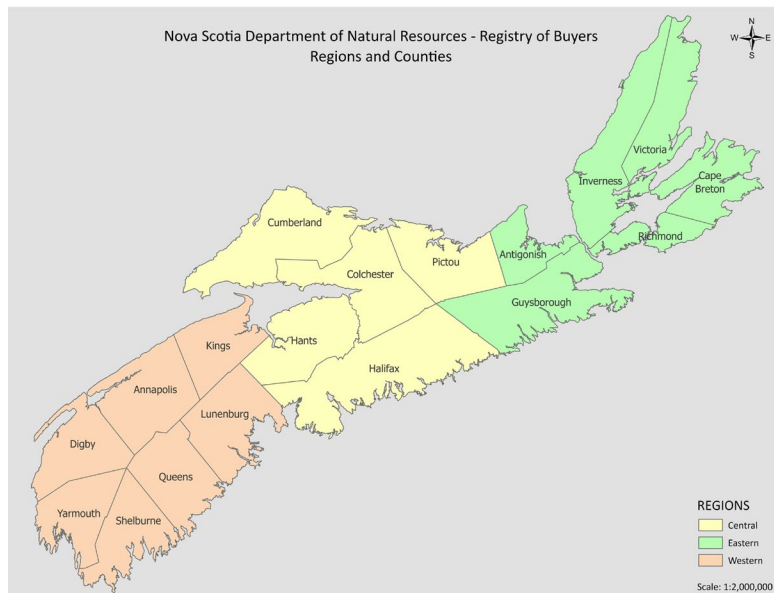 Nova Scotia Department of Natural Resources - Registry of Buyers
Regions and Counties
N
W E
S
Victoria
Inverness
Cape
Breton
Richmond
Cumberland
Antigonish
Pictou
Colchester
Guysborough
Hants
Kings
Halifax
Annapolis
Lunenburg
Digby
Queens
Yarmouth
Shelburne
REGIONS
Central
Eastern
Western
Scale: 1:2,000,000